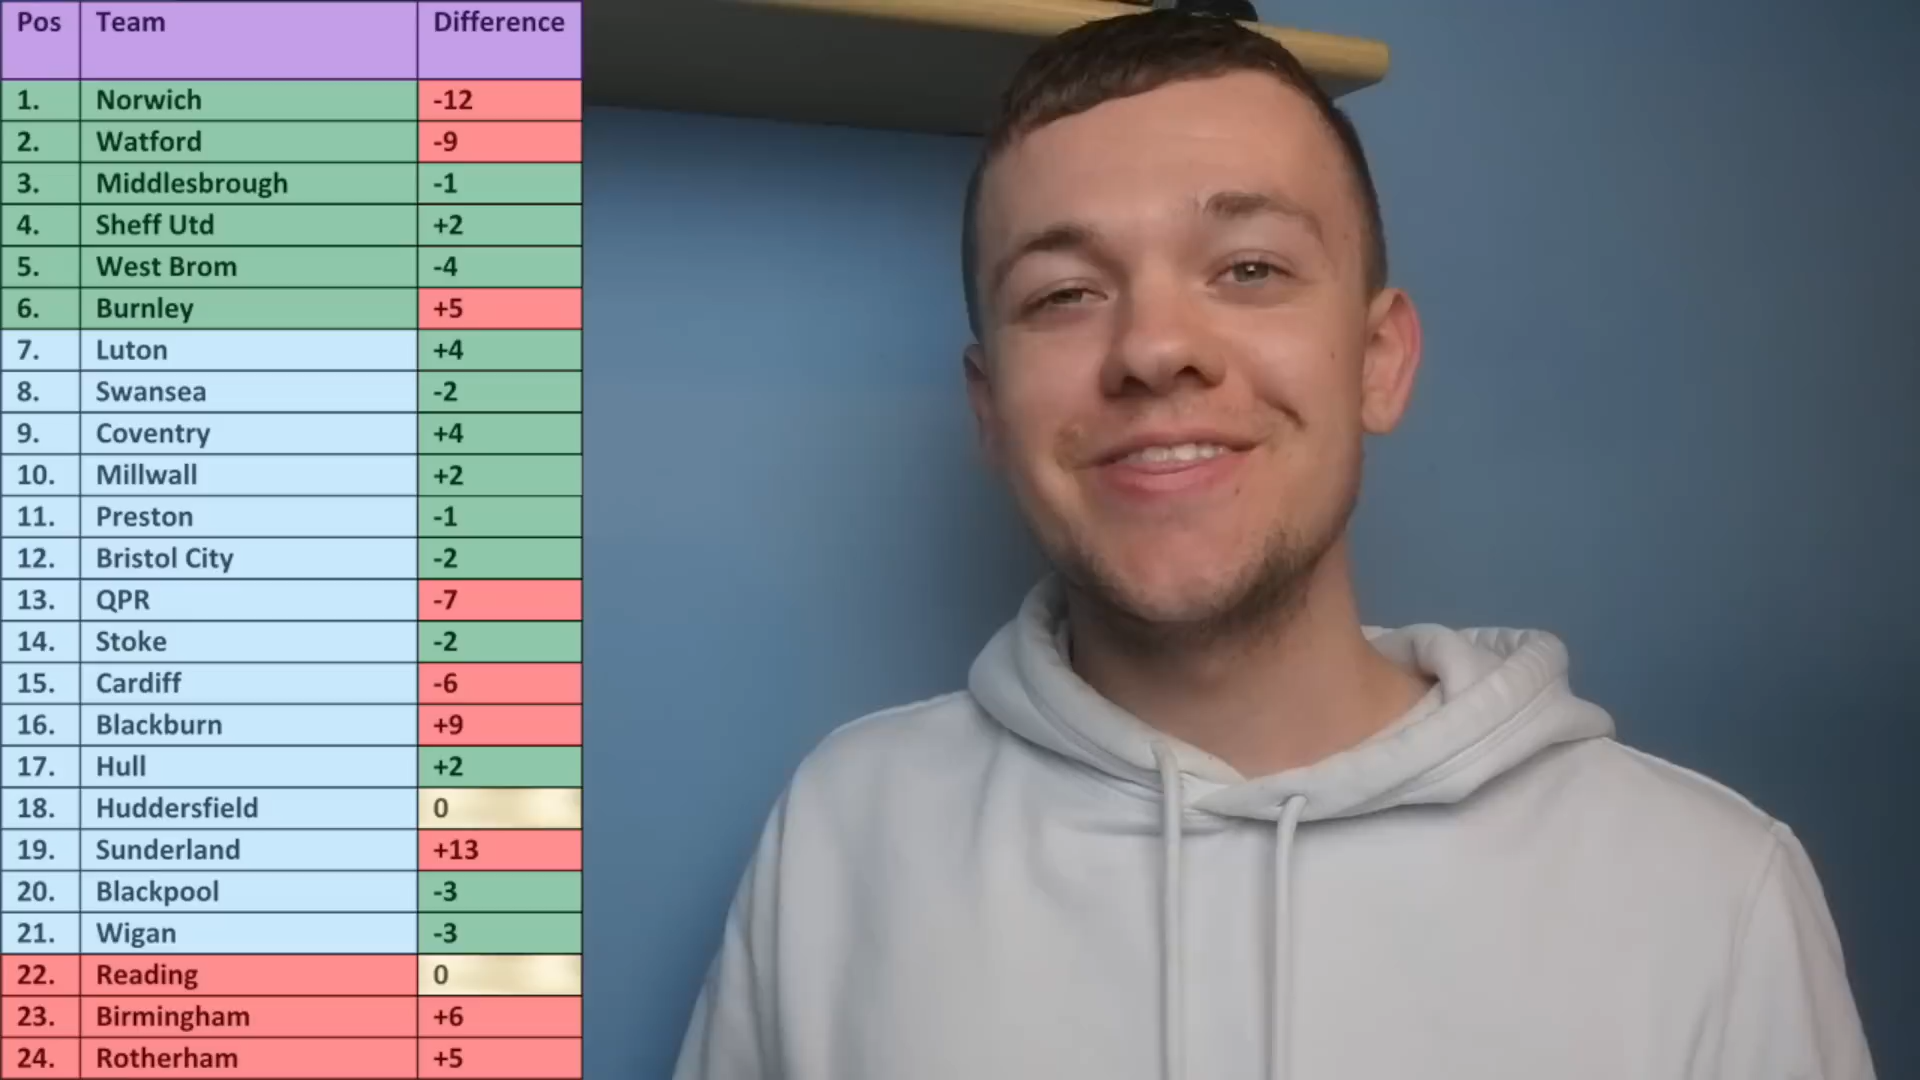 Pos Team Difference
1. Norwich -12
2. Watford -9
3. Middlesbrough -1
4. Sheff Utd +2
5. West Brom -4
6. Burnley +5
7. Luton +4
8. Swansea -2
9. Coventry +4
10. Millwall +2
11. Preston -1
12. Bristol City -2
13. QPR -7
14. Stoke -2
15. Cardiff -6
16. Blackburn +9
17. Hull +2
18. Huddersfield 0
19. Sunderland +13
20. Blackpool -3
21. Wigan -3
22. Reading 0
23. Birmingham +6
24. Rotherham +5